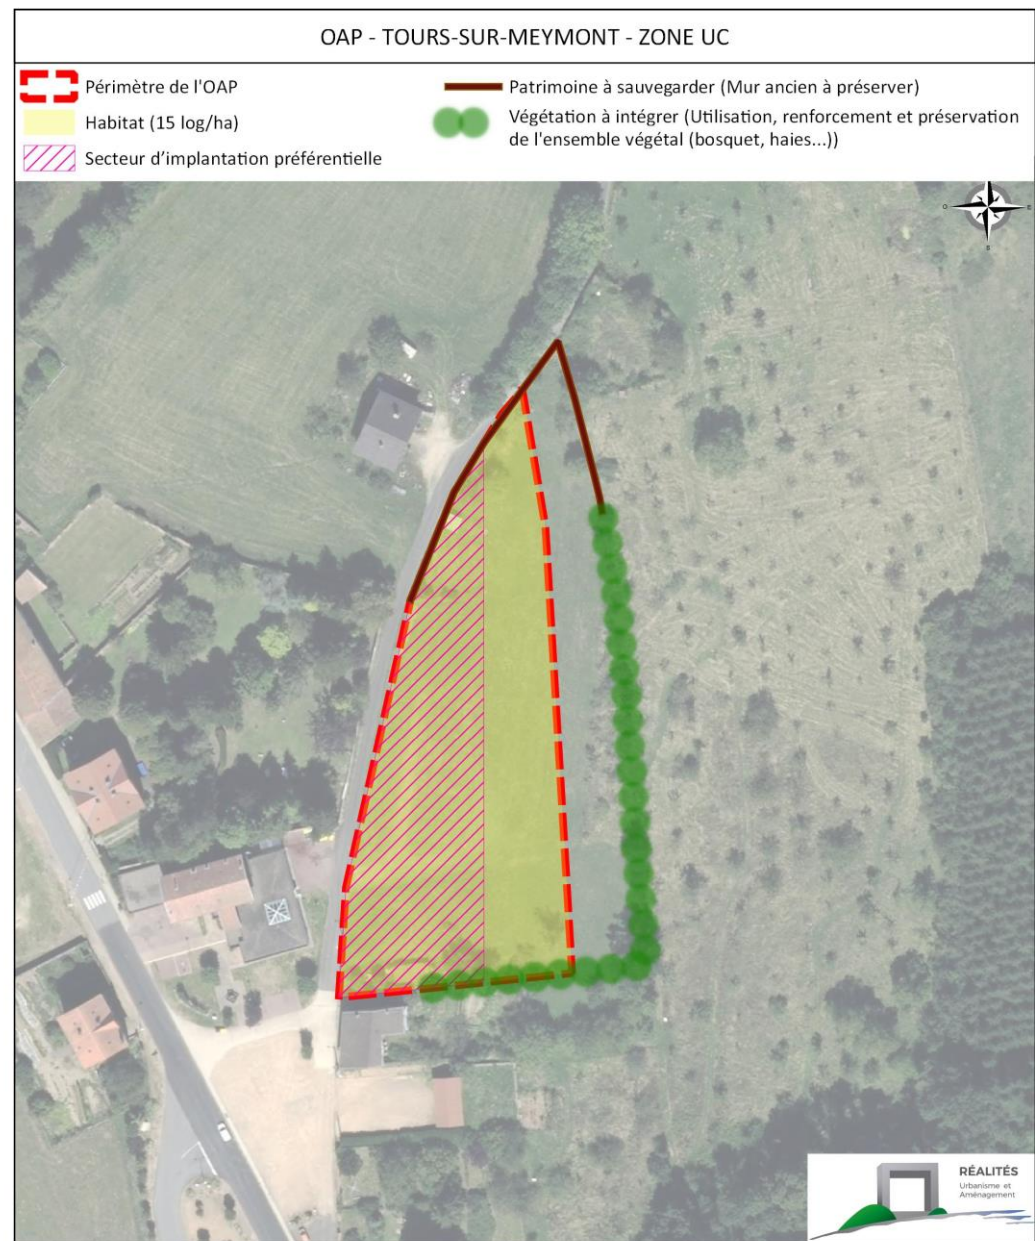 OAP - TOURS-SUR-MEYMONT - ZONE UC
Périmètre de l'OAP
Habitat (15 log/ha)
Secteur d’implantation préférentielle
Patrimoine à sauvegarder (Mur ancien à préserver)
Végétation à intégrer (Utilisation, renforcement et préservation
de l'ensemble végétal (bosquet, haies...))
RÉALITÉS
Urbanisme et
Aménagement